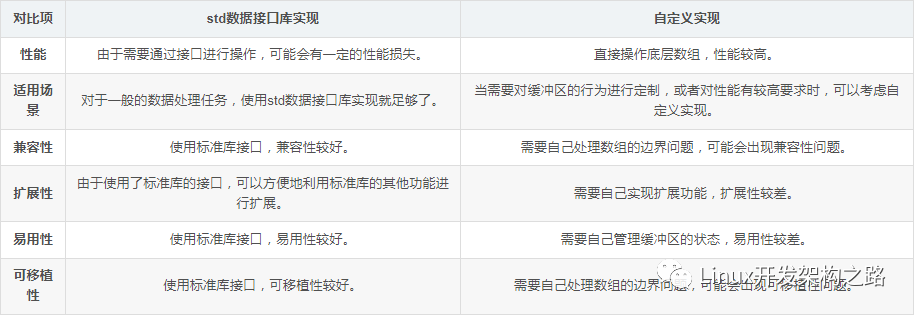 对比项 std数据接口库实现 自定义实现
性能 由于需要通过接口进行操作，可能会有一定的性能损失。 直接操作底层数组，性能较高。
适用场
景
对于一般的数据处理任务，使用std数据接口库实现就足够了。
当需要对缓冲区的行为进行定制，或者对性能有较高要求时，可以考虑自
定义实现。
兼容性 使用标准库接口，兼容性较好。 需要自己处理数组的边界问题，可能会出现兼容性问题。
扩展性
由于使用了标准库的接口，可以方便地利用标准库的其他功能进
行扩展。
需要自己实现扩展功能，扩展性较差。
易用性 使用标准库接口，易用性较好。 需要自己管理缓冲区的状态，易用性较差。
可移植
性
使用标准库接口，可移植性较好。
需要自己处理数组的边界问题，可能会出现可移植性问题。
Linux开发架构之路